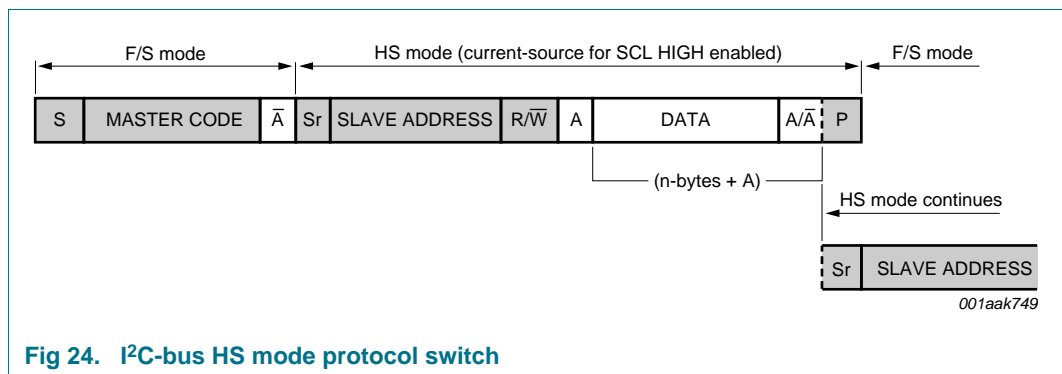 F/S mode HS mode (current-source for SCL HIGH enabled) F/S mode
S MASTER CODE A̅ Sr SLAVE ADDRESS R/W̅ A DATA A/A̅ P
(n-bytes + A)
HS mode continues
Sr SLAVE ADDRESS
001aak749
Fig 24. I²C-bus HS mode protocol switch